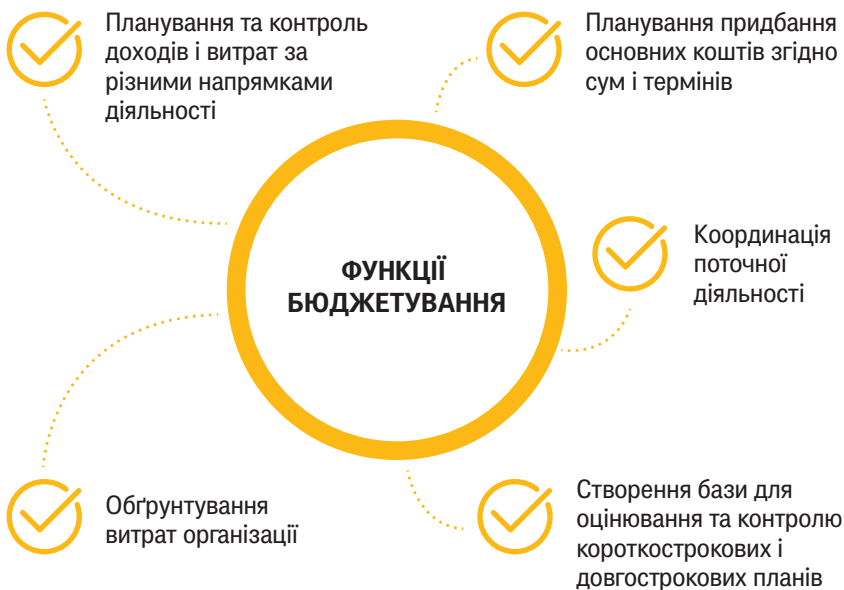 Планування та контроль
доходів і витрат за
різними напрямками
діяльності
Планування придбання
основних коштів згідно
сум і термінів
ФУНКЦІЇ
БЮДЖЕТУВАННЯ
Координація
поточної
діяльності
Обґрунтування
витрат організації
Створення бази для
оцінювання та контролю
короткострокових і
довгострокових планів